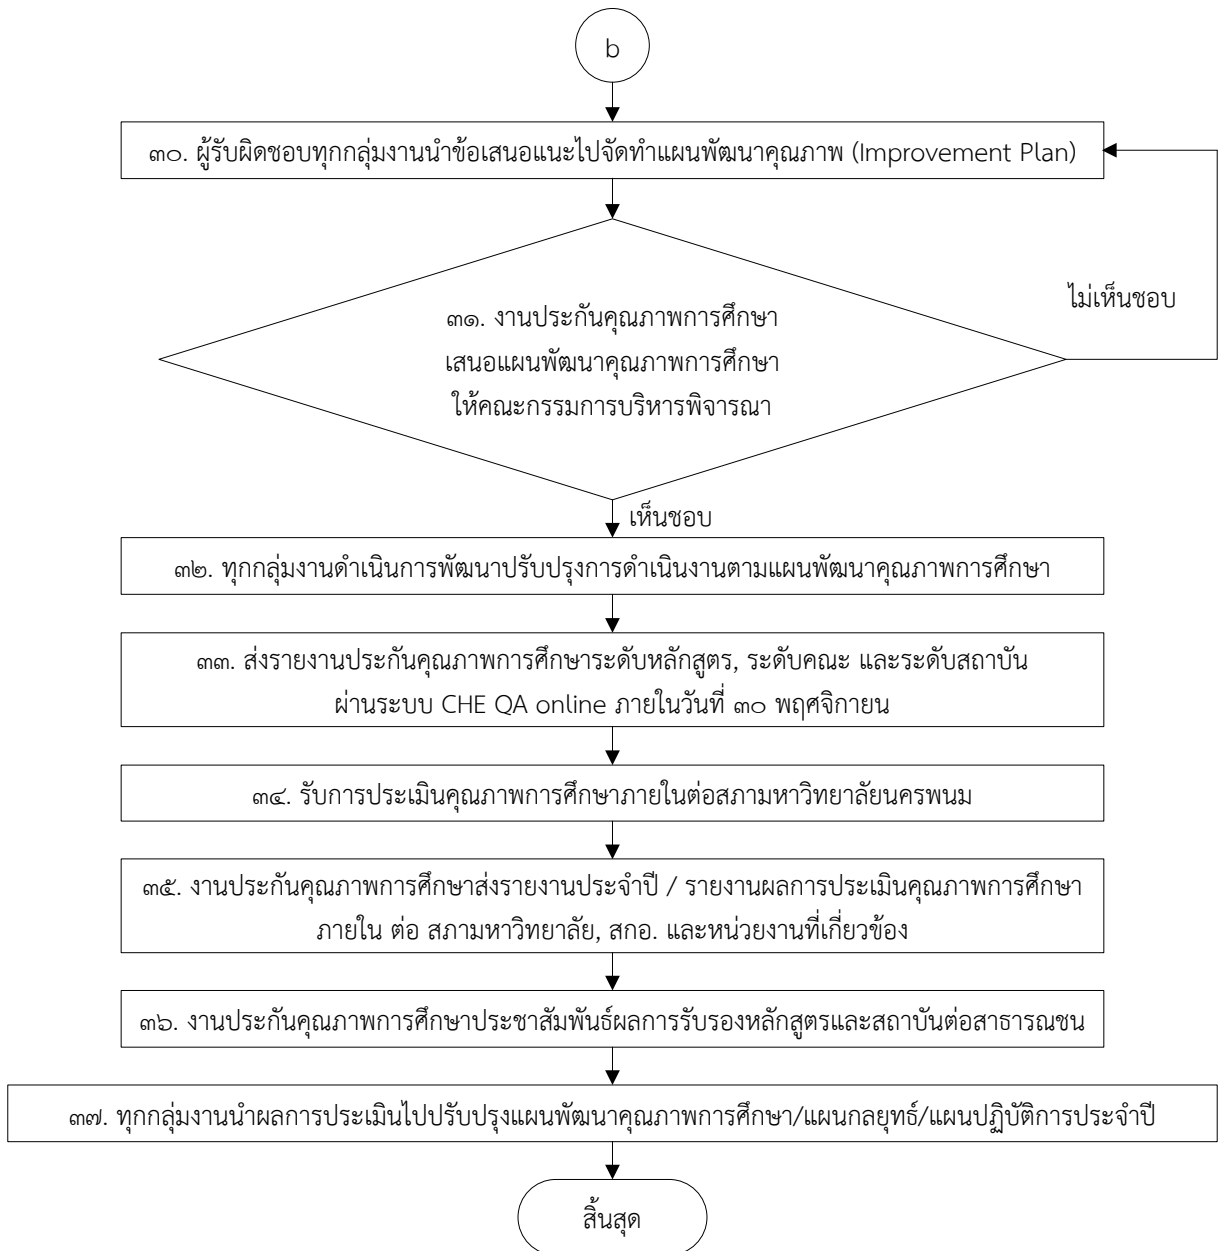 b
๓๐. ผู้รับผิดชอบทุกกลุ่มงานนำข้อเสนอแนะไปจัดทำแผนพัฒนาคุณภาพ (Improvement Plan)
ไม่เห็นชอบ
๓๑. งานประกันคุณภาพการศึกษา
เสนอแผนพัฒนาคุณภาพการศึกษา
ให้คณะกรรมการบริหารพิจารณา
เห็นชอบ
๓๒. ทุกกลุ่มงานดำเนินการพัฒนาปรับปรุงการดำเนินงานตามแผนพัฒนาคุณภาพการศึกษา
๓๓. ส่งรายงานประกันคุณภาพการศึกษาระดับหลักสูตร, ระดับคณะ และระดับสถาบัน
ผ่านระบบ CHE QA online ภายในวันที่ ๓๐ พฤศจิกายน
๓๔. รับการประเมินคุณภาพการศึกษาภายในต่อสภามหาวิทยาลัยนครพนม
๓๕. งานประกันคุณภาพการศึกษาส่งรายงานประจำปี / รายงานผลการประเมินคุณภาพการศึกษา
ภายใน ต่อ สภามหาวิทยาลัย, สกอ. และหน่วยงานที่เกี่ยวข้อง
๓๖. งานประกันคุณภาพการศึกษาประชาสัมพันธ์ผลการรับรองหลักสูตรและสถาบันต่อสาธารณชน
๓๗. ทุกกลุ่มงานนำผลการประเมินไปปรับปรุงแผนพัฒนาคุณภาพการศึกษา/แผนกลยุทธ์/แผนปฏิบัติการประจำปี
สิ้นสุด